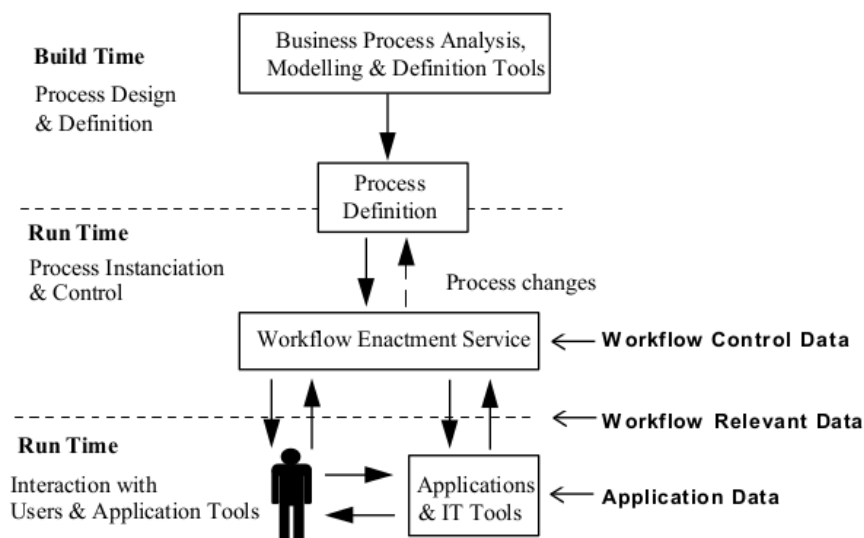 Business Process Analysis,
Modelling & Definition Tools
Build Time
Process Design
& Definition
Process
Definition
Run Time
Process Instanciation
& Control
Process changes
Workflow Enactment Service
Workflow Control Data
Workflow Relevant Data
Run Time
Interaction with
Users & Application Tools
Applications
& IT Tools
Application Data